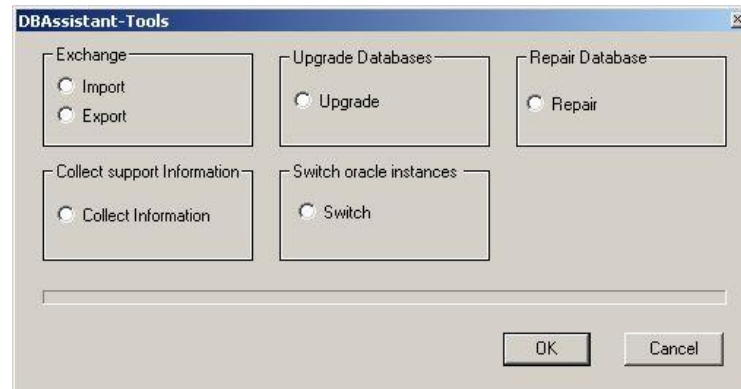 DBAssistant-Tools
Exchange
Import
Export
Upgrade Databases
Upgrade
Repair Database
Repair
Collect support Information
Collect Information
Switch oracle instances
Switch
OK
Cancel